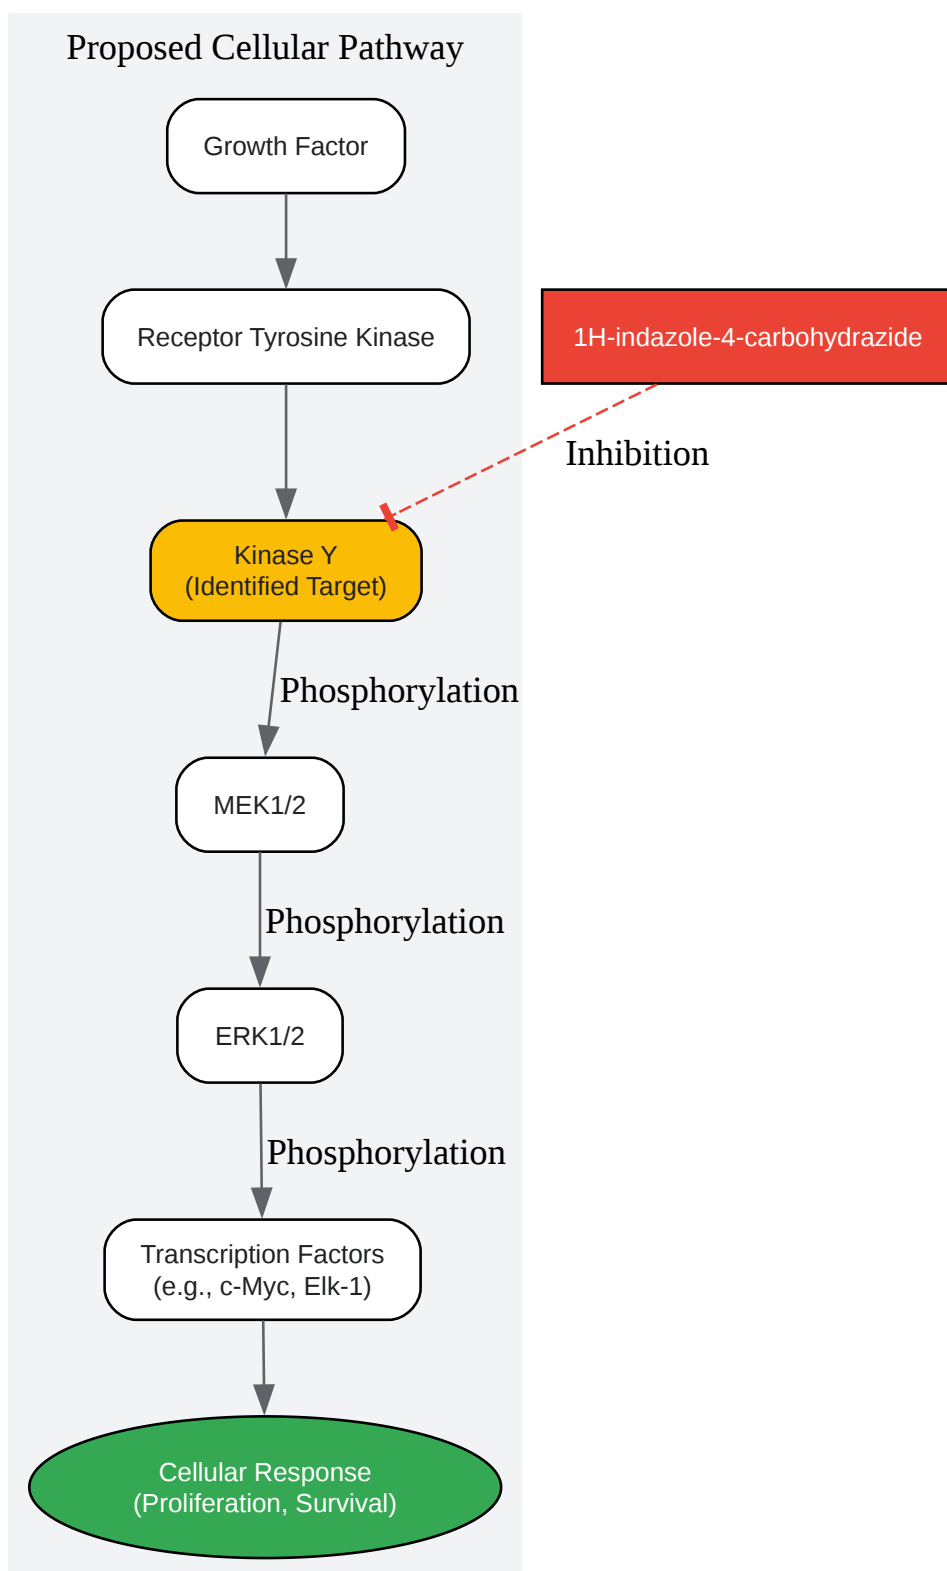 Proposed Cellular Pathway
Growth Factor
Receptor Tyrosine Kinase
1H-indazole-4-carbohydrazide
Inhibition
Kinase Y
(Identified Target)
Phosphorylation
MEK1/2
Phosphorylation
ERK1/2
Phosphorylation
Transcription Factors
(e.g., c-Myc, Elk-1)
Cellular Response
(Proliferation, Survival)